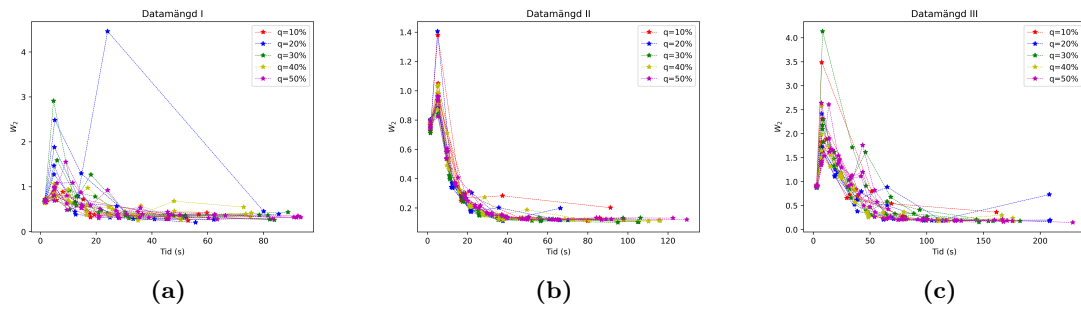 Datamängd I
Datamängd II
Datamängd III
W₂
4
3
2
1
0
q=10%
q=20%
q=30%
q=40%
q=50%
0 20 40 60 80
Tid (s)
W₂
1.4
1.2
1.0
0.8
0.6
0.4
0.2
q=10%
q=20%
q=30%
q=40%
q=50%
0 20 40 60 80 100 120
Tid (s)
W₂
4.0
3.5
3.0
2.5
2.0
1.5
1.0
0.5
0.0
q=10%
q=20%
q=30%
q=40%
q=50%
0 50 100 150 200
Tid (s)
(a)
(b)
(c)